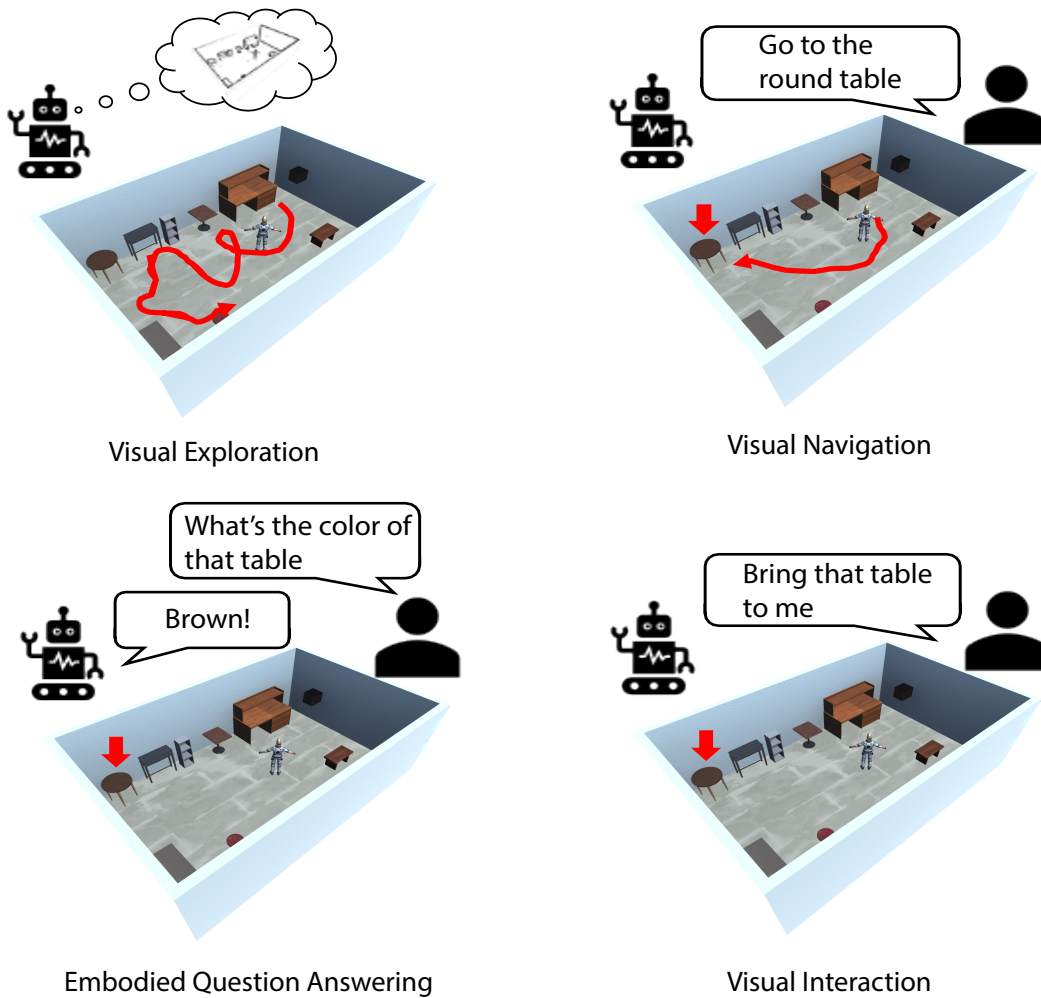 Go to the
round table
Visual Exploration
Visual Navigation
What’s the color of
that table
Brown!
Bring that table
to me
Embodied Question Answering
Visual Interaction